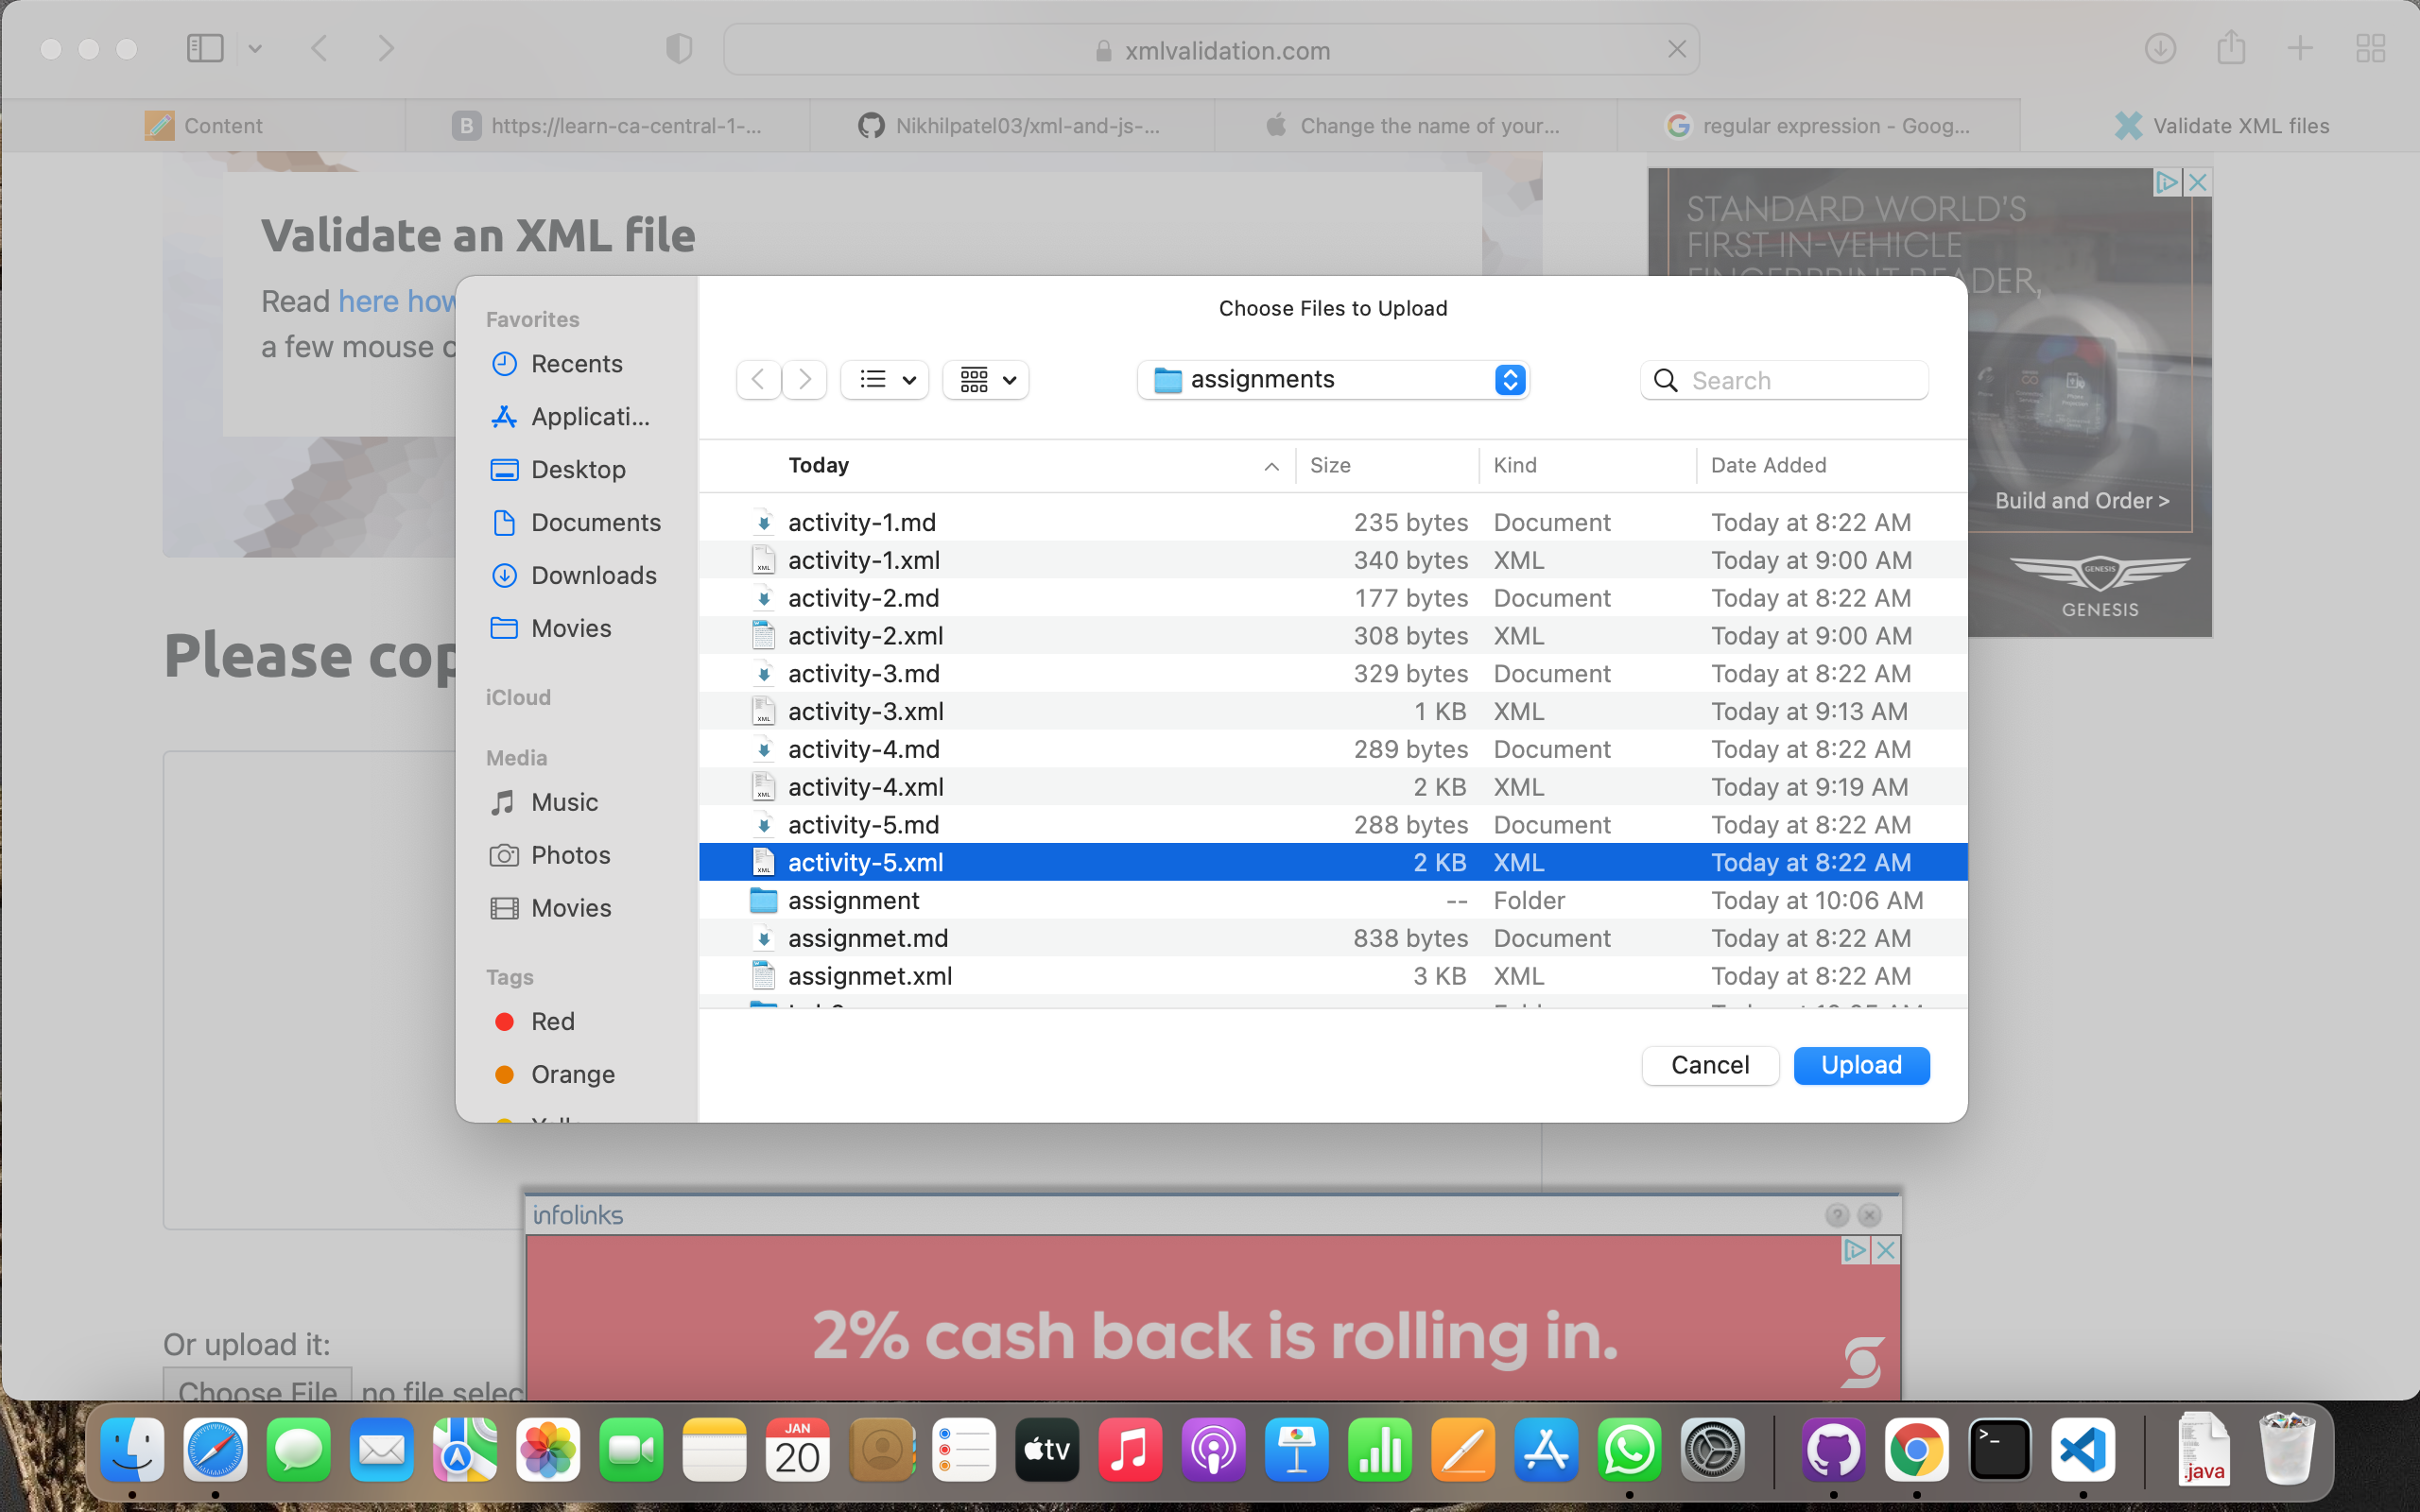 xmlvalidation.com
Content
B https://learn-ca-central-1-...
Nikhilpatel03/xml-and-js-...
Change the name of your...
regular expression - Goog...
Validate XML files
Validate an XML file
Read here how
a few mouse c
STANDARD WORLD'S
FIRST IN-VEHICLE
FINGERPRINT READER,
Build and Order >
GENESIS
GENESIS
Please cop
Choose Files to Upload
Favorites
Recents
Applicati...
Desktop
Documents
Downloads
Movies
iCloud
Media
Music
Photos
Movies
Tags
Red
Orange
assignments
Search
Today Size Kind Date Added
activity-1.md 235 bytes Document Today at 8:22 AM
activity-1.xml 340 bytes XML Today at 9:00 AM
activity-2.md 177 bytes Document Today at 8:22 AM
activity-2.xml 308 bytes XML Today at 9:00 AM
activity-3.md 329 bytes Document Today at 8:22 AM
activity-3.xml 1 KB XML Today at 9:13 AM
activity-4.md 289 bytes Document Today at 8:22 AM
activity-4.xml 2 KB XML Today at 9:19 AM
activity-5.md 288 bytes Document Today at 8:22 AM
activity-5.xml 2 KB XML Today at 8:22 AM
assignment -- Folder Today at 10:06 AM
assignmet.md 838 bytes Document Today at 8:22 AM
assignmet.xml 3 KB XML Today at 8:22 AM
Cancel Upload
infolinks
2% cash back is rolling in.
Or upload it:
Choose File no file selec
JAN
20
tv
.java